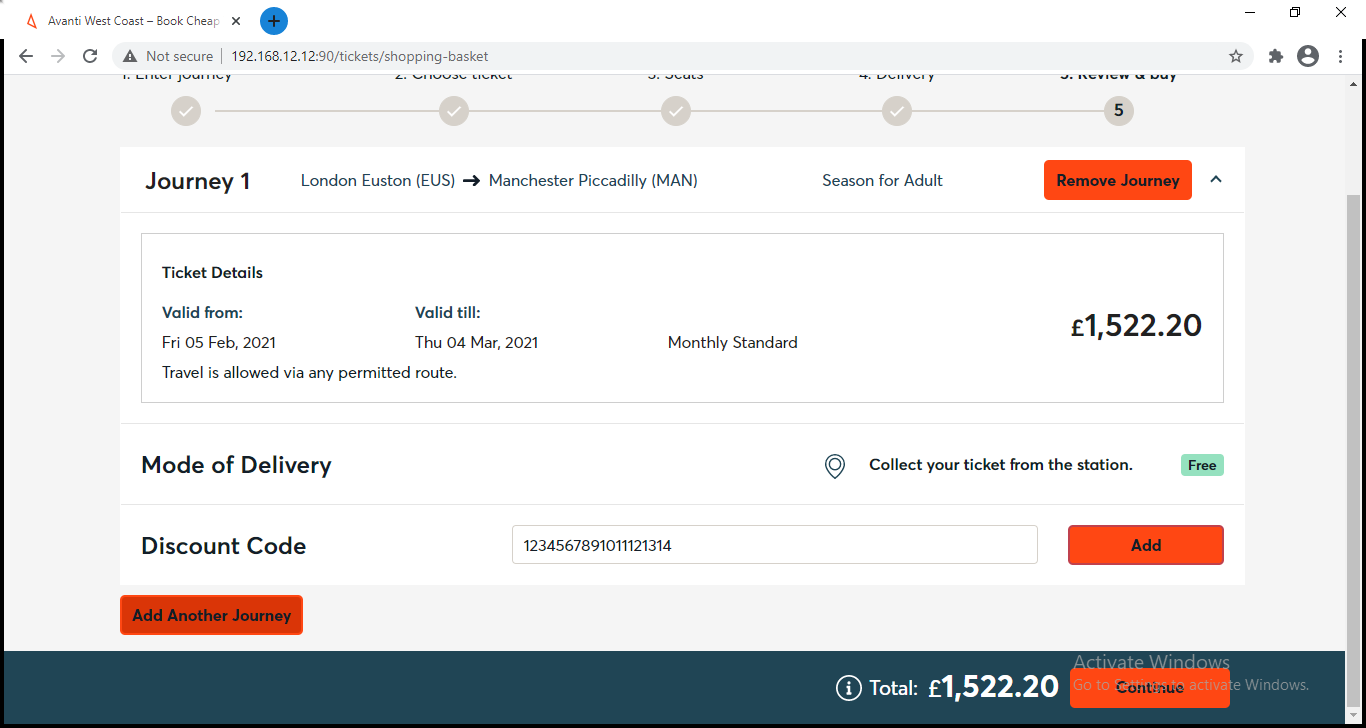 Avanti West Coast – Book Cheap
Not secure 192.168.12.12:90/tickets/shopping-basket
1. Enter journey 2. Choose ticket 3. Seats 4. Delivery 5. Review & buy
5
Journey 1 London Euston (EUS) → Manchester Piccadilly (MAN) Season for Adult Remove Journey
Ticket Details
Valid from: Valid till:
£1,522.20
Fri 05 Feb, 2021 Thu 04 Mar, 2021 Monthly Standard
Travel is allowed via any permitted route.
Mode of Delivery Collect your ticket from the station. Free
Discount Code 1234567891011121314 Add
Add Another Journey
Activate Windows
Total: £1,522.20 Continue
Go to Settings to activate Windows.